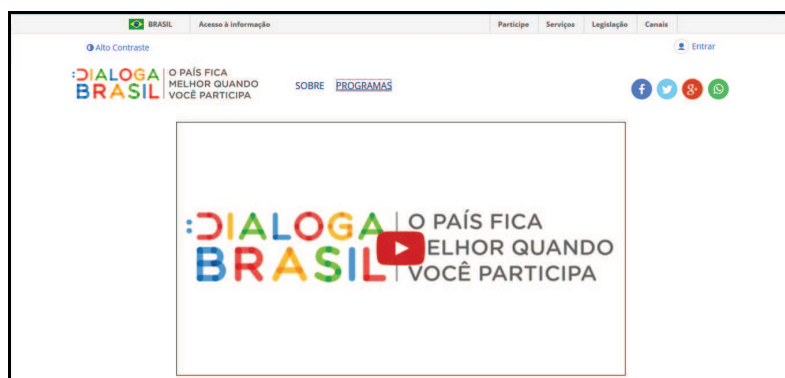 BRASIL Acesso à informação Participe Serviços Legislação Canais
Alto Contraste Entrar
:DIALOGA BRASIL
O PAÍS FICA
MELHOR QUANDO
VOCÊ PARTICIPA
SOBRE PROGRAMAS
f g+
:DIALOGA
BRASIL
O PAÍS FICA
MELHOR QUANDO
VOCÊ PARTICIPA